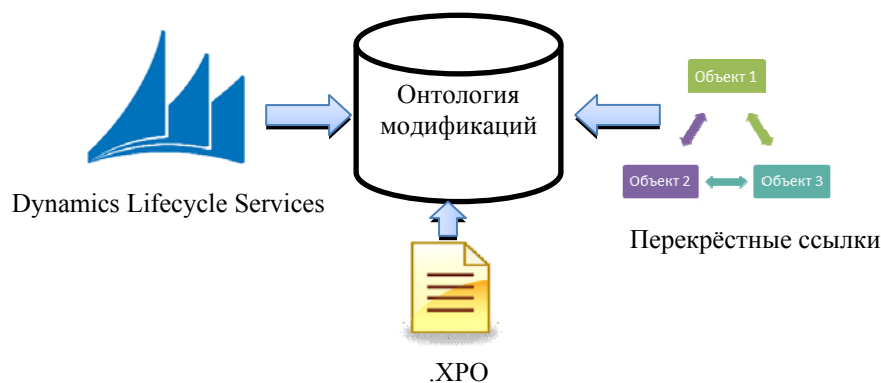 Онтология
модификаций
Объект 1
Объект 2
Объект 3
Dynamics Lifecycle Services
Перекрёстные ссылки
.XPO